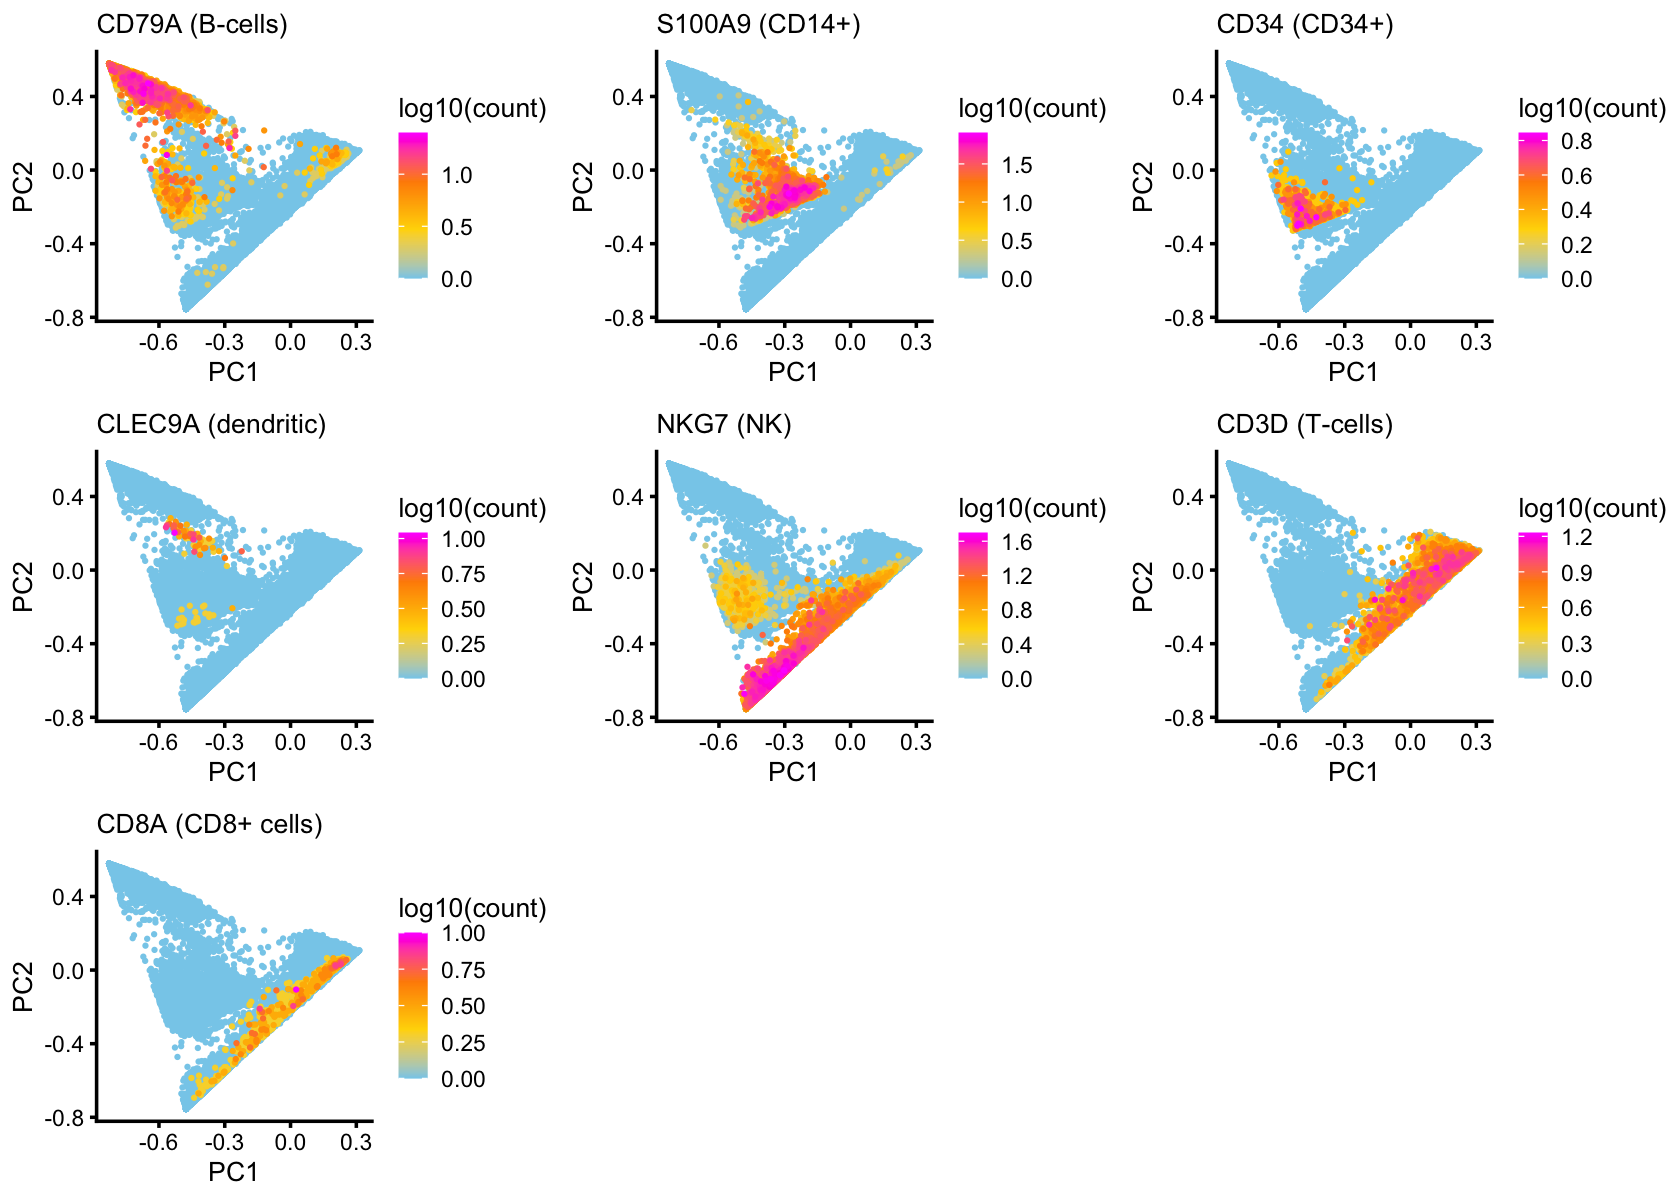 CD79A (B-cells)
PC2
0.4
0.0
-0.4
-0.8
-0.6 -0.3 0.0 0.3
PC1
log10(count)
1.0
0.5
0.0
S100A9 (CD14+)
PC2
0.4
0.0
-0.4
-0.8
-0.6 -0.3 0.0 0.3
PC1
log10(count)
1.5
1.0
0.5
0.0
CD34 (CD34+)
PC2
0.4
0.0
-0.4
-0.8
-0.6 -0.3 0.0 0.3
PC1
log10(count)
0.8
0.6
0.4
0.2
0.0
CLEC9A (dendritic)
PC2
0.4
0.0
-0.4
-0.8
-0.6 -0.3 0.0 0.3
PC1
log10(count)
1.00
0.75
0.50
0.25
0.00
NKG7 (NK)
PC2
0.4
0.0
-0.4
-0.8
-0.6 -0.3 0.0 0.3
PC1
log10(count)
1.6
1.2
0.8
0.4
0.0
CD3D (T-cells)
PC2
0.4
0.0
-0.4
-0.8
-0.6 -0.3 0.0 0.3
PC1
log10(count)
1.2
0.9
0.6
0.3
0.0
CD8A (CD8+ cells)
PC2
0.4
0.0
-0.4
-0.8
-0.6 -0.3 0.0 0.3
PC1
log10(count)
1.00
0.75
0.50
0.25
0.00